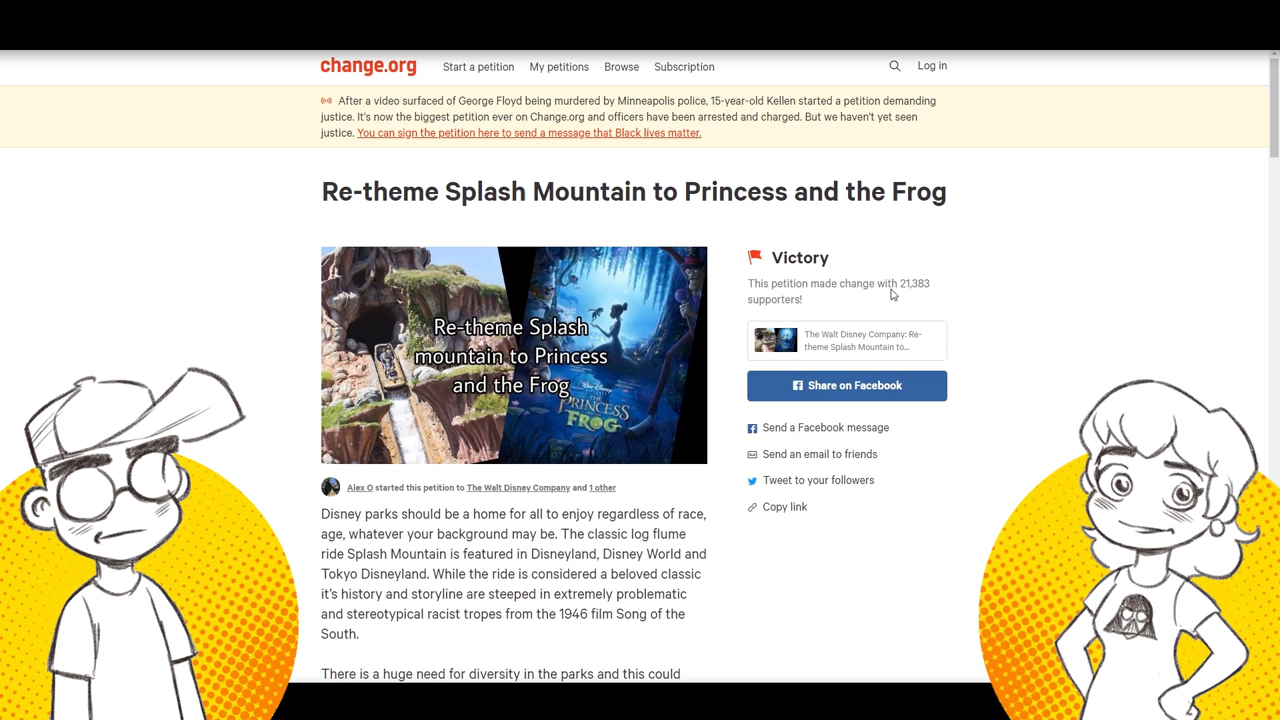 change.org Start a petition My petitions Browse Subscription Log in
After a video surfaced of George Floyd being murdered by Minneapolis police, 15-year-old Kellen started a petition demanding
justice. It's now the biggest petition ever on Change.org and officers have been arrested and charged. But we haven't yet seen
justice. You can sign the petition here to send a message that Black lives matter.
Re-theme Splash Mountain to Princess and the Frog
Re-theme Splash
mountain to Princess
and the Frog
THE
PRINCESS
FROG
Victory
This petition made change with 21,383
supporters!
The Walt Disney Company: Re-
theme Splash Mountain to...
Share on Facebook
Send a Facebook message
Send an email to friends
Tweet to your followers
Copy link
Alex O started this petition to The Walt Disney Company and 1 other
Disney parks should be a home for all to enjoy regardless of race,
age, whatever your background may be. The classic log flume
ride Splash Mountain is featured in Disneyland, Disney World and
Tokyo Disneyland. While the ride is considered a beloved classic
it's history and storyline are steeped in extremely problematic
and stereotypical racist tropes from the 1946 film Song of the
South.
There is a huge need for diversity in the parks and this could